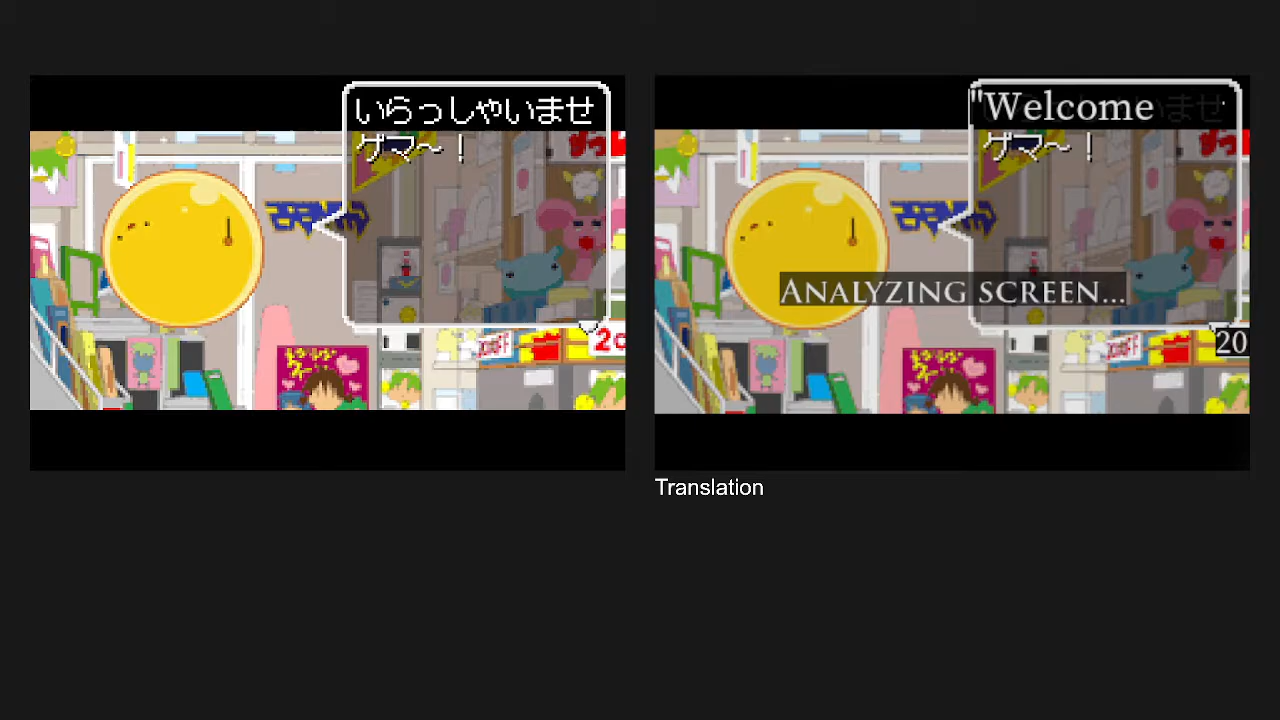 いらっしゃいませ
ゲマ〜！
"Welcome
ゲマ〜！
ANALYZING SCREEN...
20
Translation